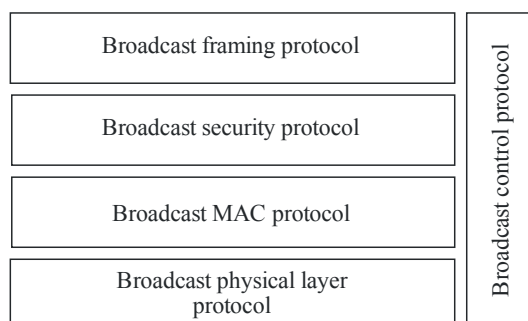 Broadcast framing protocol
Broadcast security protocol
Broadcast MAC protocol
Broadcast physical layer
protocol
Broadcast control protocol